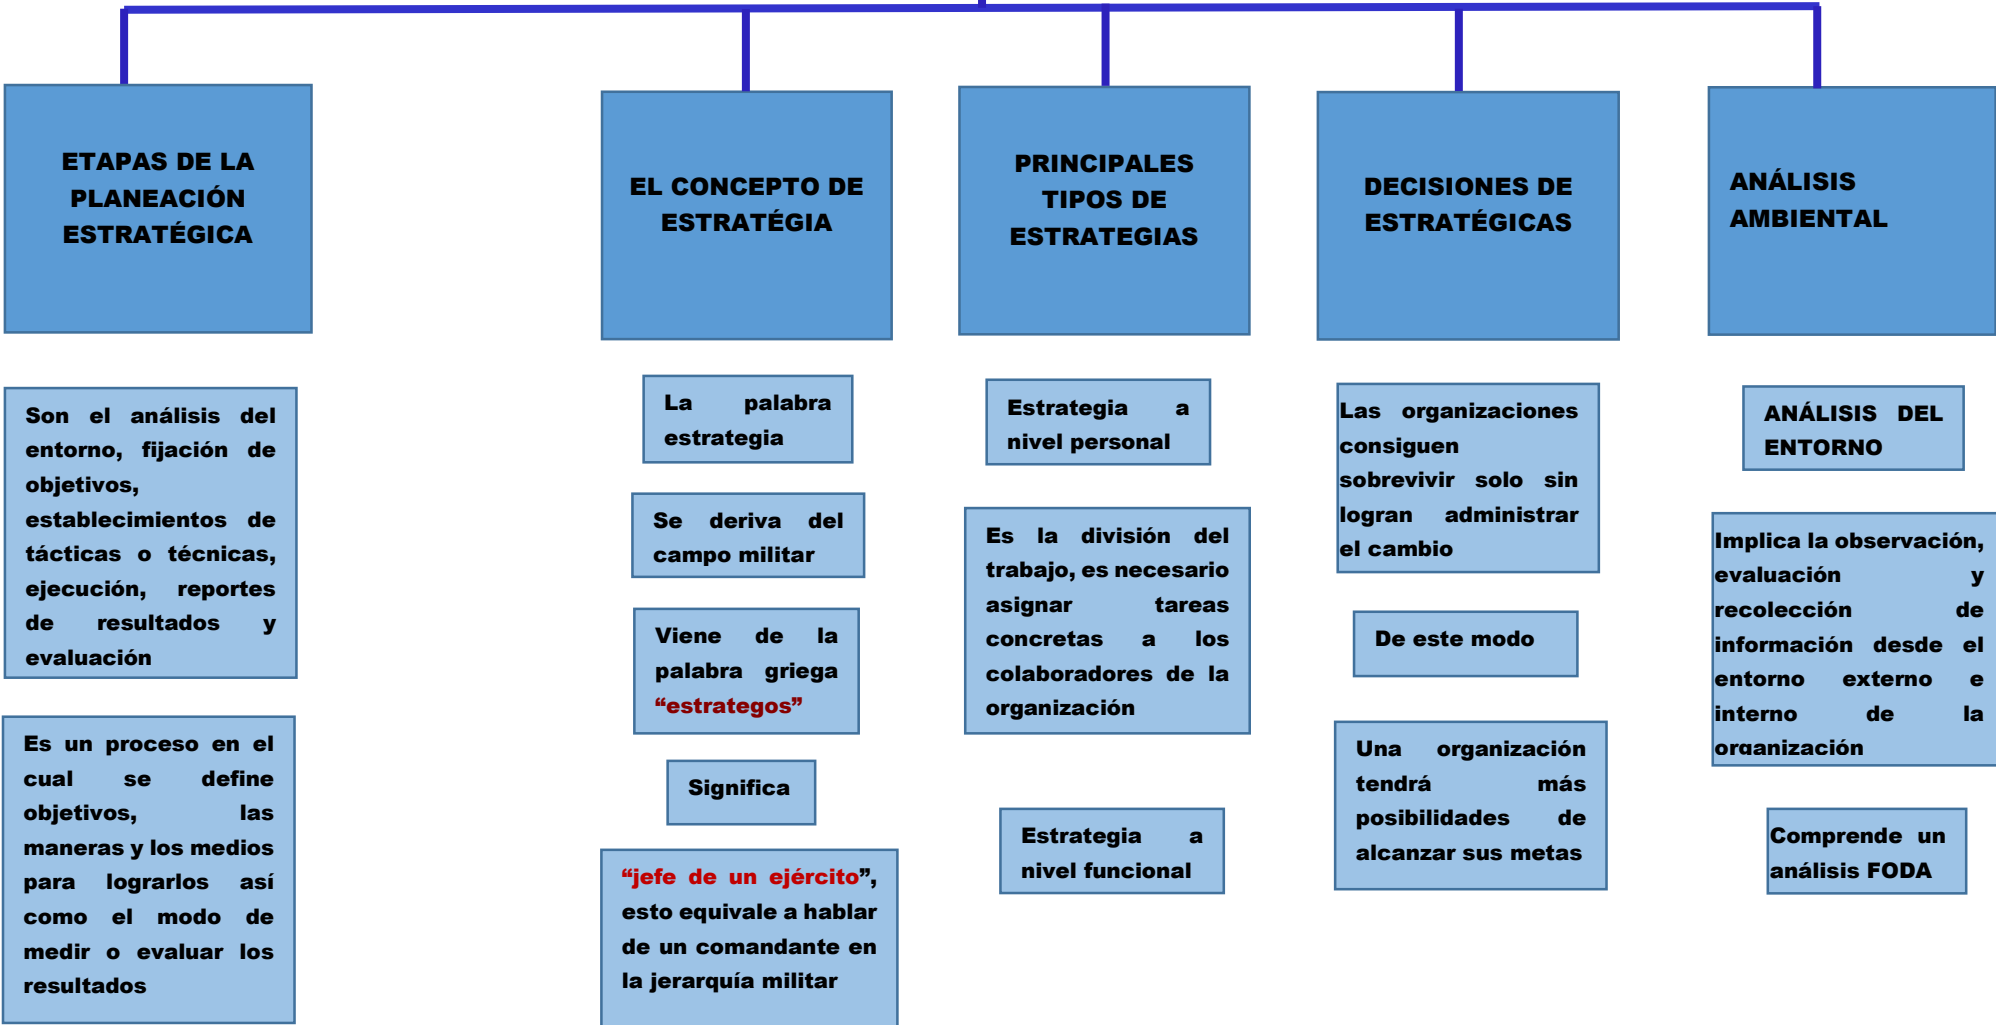 ETAPAS DE LA
PLANEACIÓN
ESTRATÉGICA
Son el análisis del
entorno, fijación de
objetivos,
establecimientos de
tácticas o técnicas,
ejecución, reportes
de resultados y
evaluación
Es un proceso en el
cual se define
objetivos, las
maneras y los medios
para lograrlos así
como el modo de
medir o evaluar los
resultados
EL CONCEPTO DE
ESTRATÉGIA
La palabra
estrategia
Se deriva del
campo militar
Viene de la
palabra griega
“estrategos”
Significa
“jefe de un ejército”,
esto equivale a hablar
de un comandante en
la jerarquía militar
PRINCIPALES
TIPOS DE
ESTRATEGIAS
Estrategia a
nivel personal
Es la división del
trabajo, es necesario
asignar tareas
concretas a los
colaboradores de la
organización
Estrategia a
nivel funcional
DECISIONES DE
ESTRATÉGICAS
Las organizaciones
consiguen
sobrevivir solo sin
logran administrar
el cambio
De este modo
Una organización
tendrá más
posibilidades de
alcanzar sus metas
ANÁLISIS
AMBIENTAL
ANÁLISIS DEL
ENTORNO
Implica la observación,
evaluación y
recolección de
información desde el
entorno externo e
interno de la
organización
Comprende un
análisis FODA